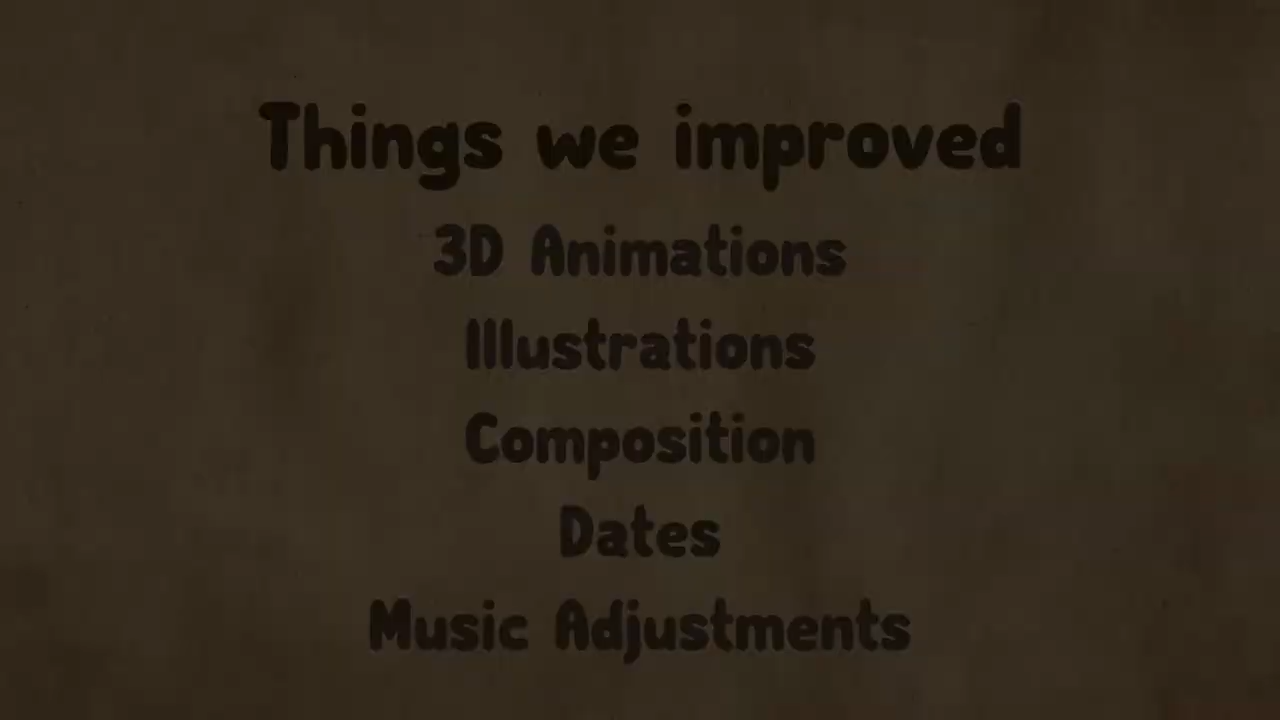 Things we improved
3D Animations
Illustrations
Composition
Dates
Music Adjustments